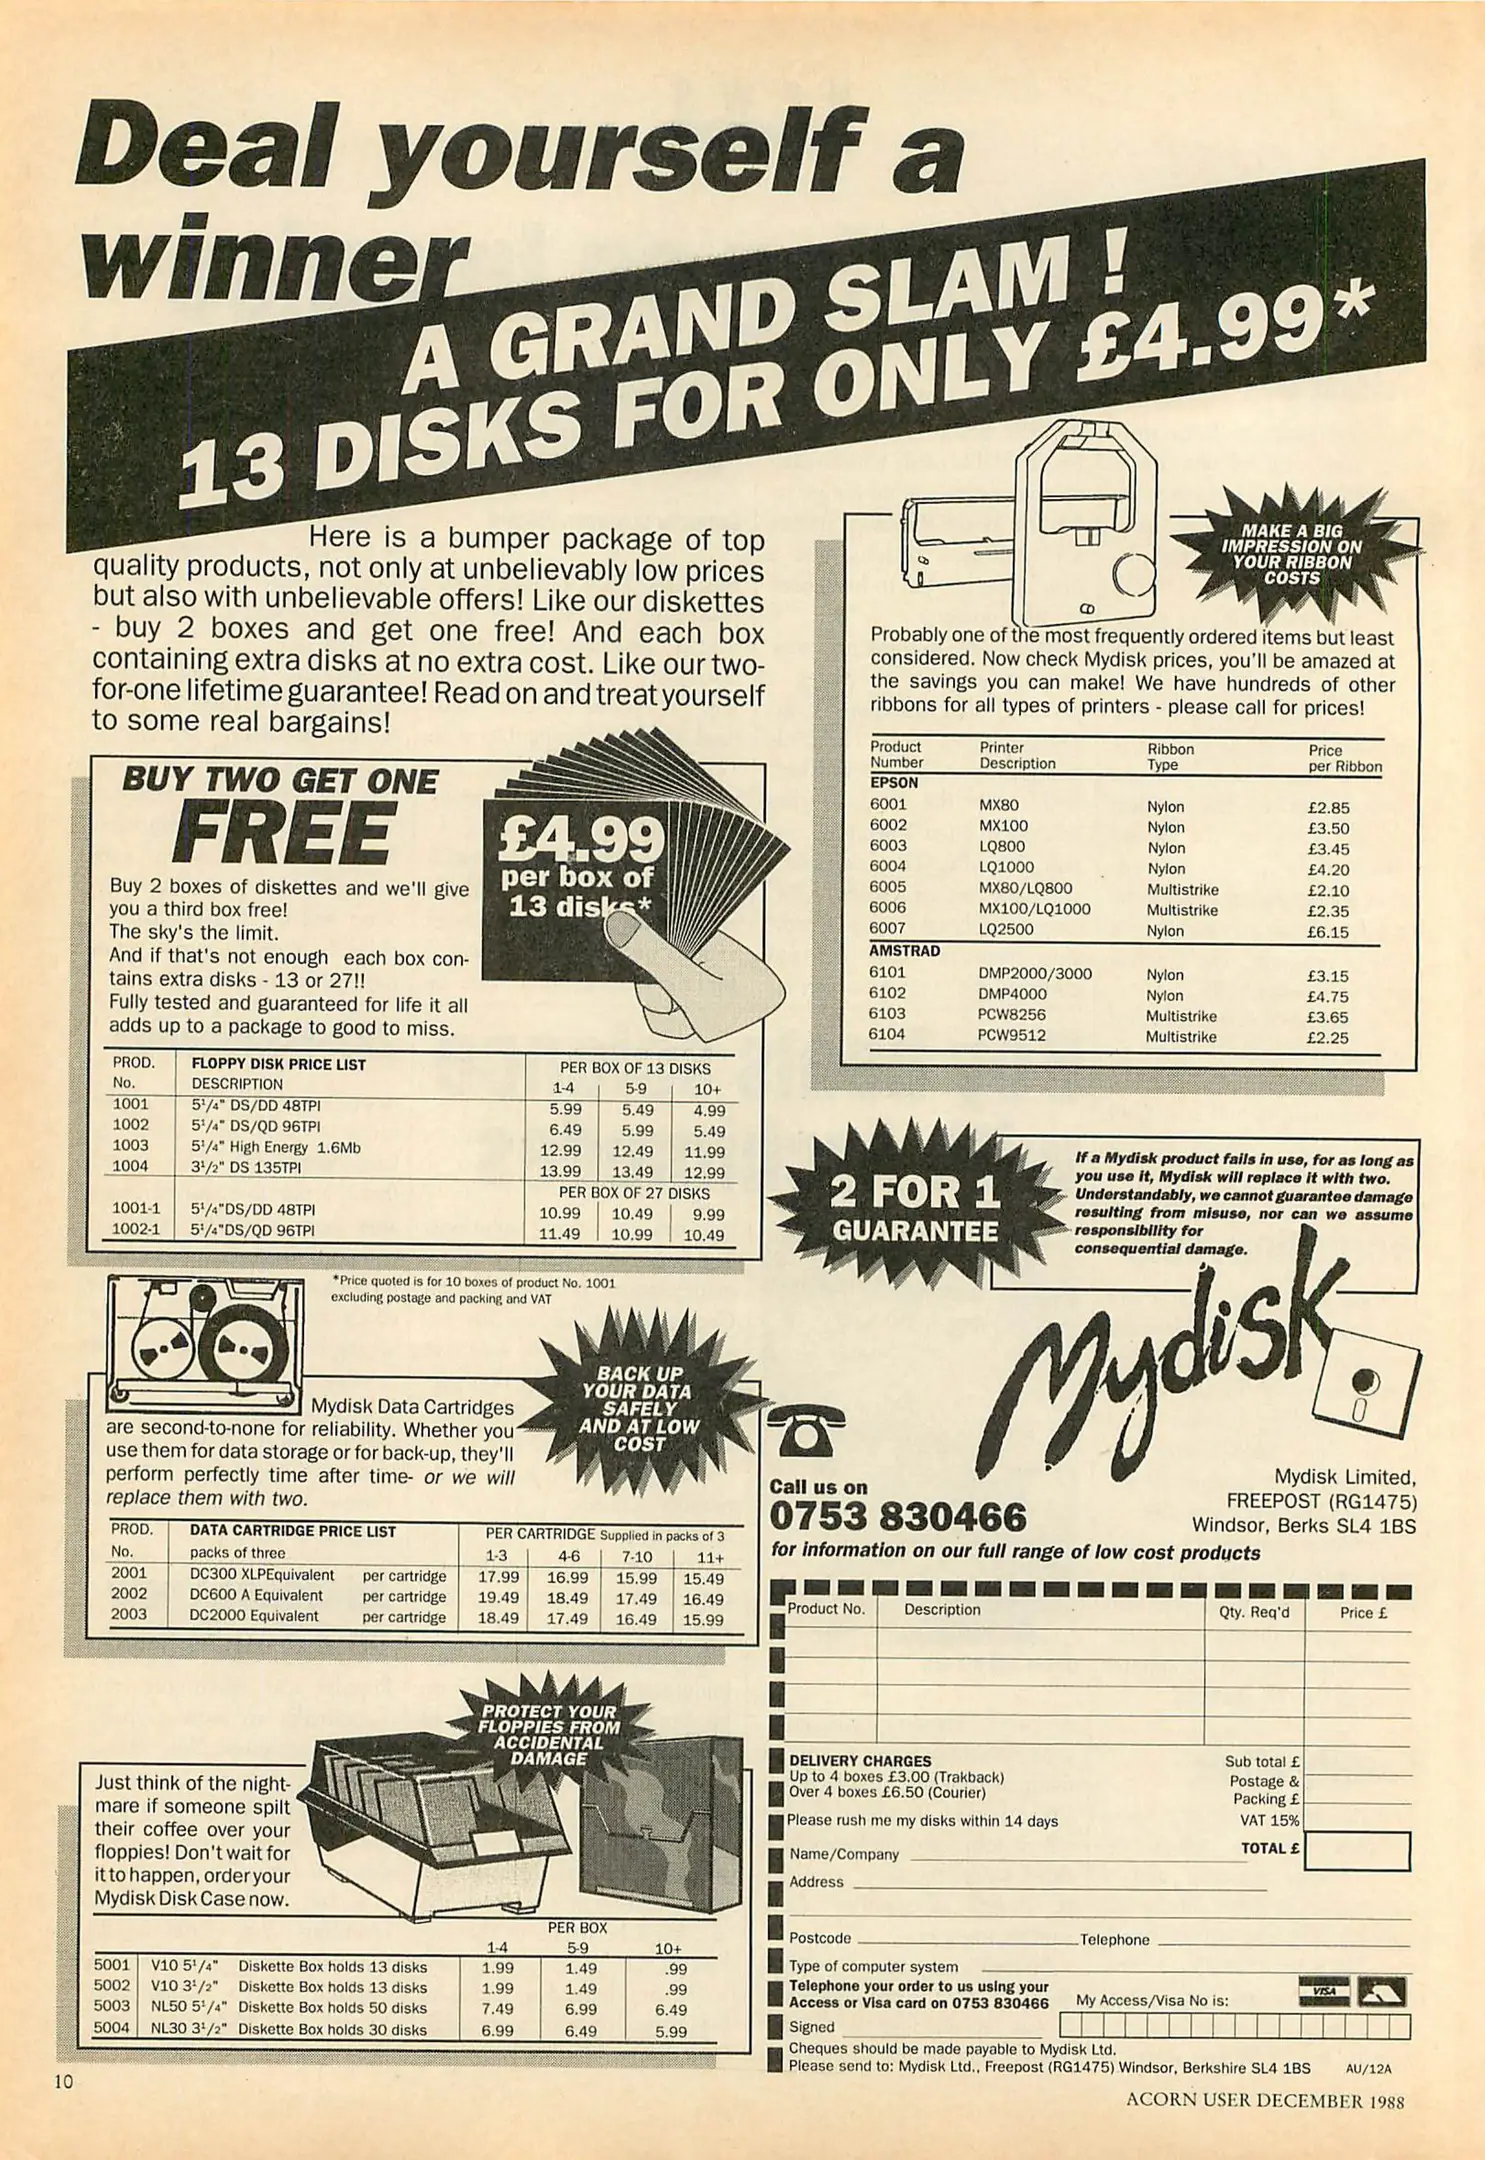 Deal yourself a
winner
A GRAND SLAM !
13 DISKS FOR ONLY £4.99*
Here is a bumper package of top
quality products, not only at unbelievably low prices
but also with unbelievable offers! Like our diskettes
- buy 2 boxes and get one free! And each box
containing extra disks at no extra cost. Like our two-
for-one lifetime guarantee! Read on and treat yourself
to some real bargains!
BUY TWO GET ONE
FREE
Buy 2 boxes of diskettes and we'll give
you a third box free!
The sky's the limit.
And if that's not enough each box con-
tains extra disks - 13 or 27!!
Fully tested and guaranteed for life it all
adds up to a package to good to miss.
£4.99
per box of
13 disks*
PROD. FLOPPY DISK PRICE LIST PER BOX OF 13 DISKS
No. DESCRIPTION 1-4 5-9 10+
1001 5¹/4" DS/DD 48TPI 5.99 5.49 4.99
1002 5¹/4" DS/QD 96TPI 6.49 5.99 5.49
1003 5¹/4" High Energy 1.6Mb 12.99 12.49 11.99
1004 3¹/2" DS 135TPI 13.99 13.49 12.99
PER BOX OF 27 DISKS
1001-1 5¹/4"DS/DD 48TPI 10.99 10.49 9.99
1002-1 5¹/4"DS/QD 96TPI 11.49 10.99 10.49
*Price quoted is for 10 boxes of product No. 1001
excluding postage and packing and VAT
BACK UP
YOUR DATA
SAFELY
AND AT LOW
COST
Mydisk Data Cartridges
are second-to-none for reliability. Whether you
use them for data storage or for back-up, they'll
perform perfectly time after time- or we will
replace them with two.
PROD. DATA CARTRIDGE PRICE LIST PER CARTRIDGE Supplied in packs of 3
No. packs of three 1-3 4-6 7-10 11+
2001 DC300 XLPEquivalent per cartridge 17.99 16.99 15.99 15.49
2002 DC600 A Equivalent per cartridge 19.49 18.49 17.49 16.49
2003 DC2000 Equivalent per cartridge 18.49 17.49 16.49 15.99
PROTECT YOUR
FLOPPIES FROM
ACCIDENTAL
DAMAGE
Just think of the night-
mare if someone spilt
their coffee over your
floppies! Don't wait for
it to happen, order your
Mydisk Disk Case now.
PER BOX
1-4 5-9 10+
5001 V10 5¹/4" Diskette Box holds 13 disks 1.99 1.49 .99
5002 V10 3¹/2" Diskette Box holds 13 disks 1.99 1.49 .99
5003 NL50 5¹/4" Diskette Box holds 50 disks 7.49 6.99 6.49
5004 NL30 3¹/2" Diskette Box holds 30 disks 6.99 6.49 5.99
MAKE A BIG
IMPRESSION ON
YOUR RIBBON
COSTS
Probably one of the most frequently ordered items but least
considered. Now check Mydisk prices, you'll be amazed at
the savings you can make! We have hundreds of other
ribbons for all types of printers - please call for prices!
Product Printer Ribbon Price
Number Description Type per Ribbon
EPSON
6001 MX80 Nylon £2.85
6002 MX100 Nylon £3.50
6003 LQ800 Nylon £3.45
6004 LQ1000 Nylon £4.20
6005 MX80/LQ800 Multistrike £2.10
6006 MX100/LQ1000 Multistrike £2.35
6007 LQ2500 Nylon £6.15
AMSTRAD
6101 DMP2000/3000 Nylon £3.15
6102 DMP4000 Nylon £4.75
6103 PCW8256 Multistrike £3.65
6104 PCW9512 Multistrike £2.25
2 FOR 1
GUARANTEE
If a Mydisk product fails in use, for as long as
you use it, Mydisk will replace it with two.
Understandably, we cannot guarantee damage
resulting from misuse, nor can we assume
responsibility for
consequential damage.
Mydisk
Call us on
0753 830466
for information on our full range of low cost products
Mydisk Limited,
FREEPOST (RG1475)
Windsor, Berks SL4 1BS
Product No. Description Qty. Req'd Price £
DELIVERY CHARGES
Up to 4 boxes £3.00 (Trakback)
Over 4 boxes £6.50 (Courier)
Please rush me my disks within 14 days
Sub total £
Postage &
Packing £
VAT 15%
TOTAL £
Name/Company
Address
Postcode Telephone
Type of computer system
Telephone your order to us using your
Access or Visa card on 0753 830466
My Access/Visa No is:
VISA
Signed
Cheques should be made payable to Mydisk Ltd.
Please send to: Mydisk Ltd., Freepost (RG1475) Windsor, Berkshire SL4 1BS AU/12A
10
ACORN USER DECEMBER 1988